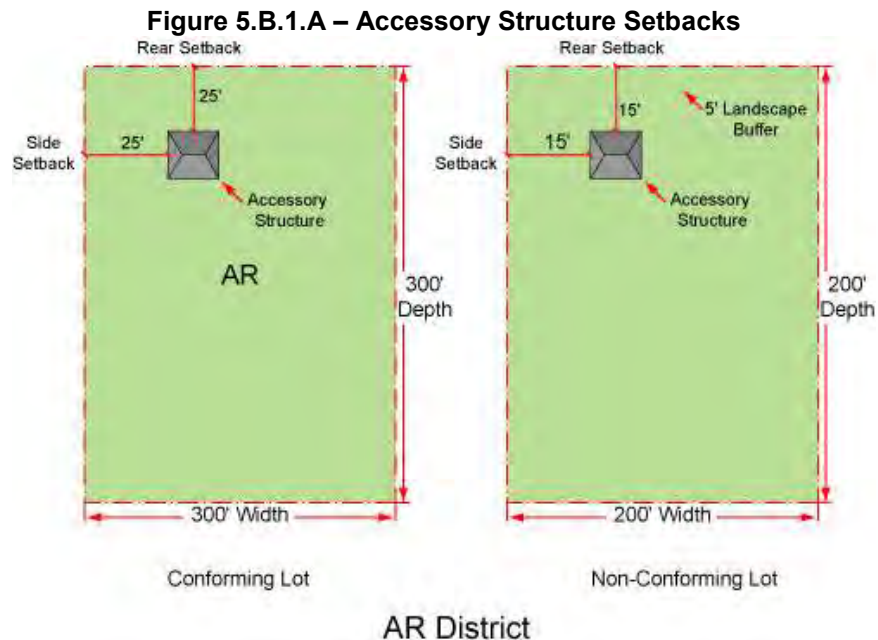 Figure 5.B.1.A – Accessory Structure Setbacks
Rear Setback
25'
Side
Setback
25'
Accessory
Structure
AR
300'
Depth
300' Width
Conforming Lot
Rear Setback
15'
5' Landscape
Buffer
Side
Setback
15'
Accessory
Structure
200'
Depth
200' Width
Non-Conforming Lot
AR District